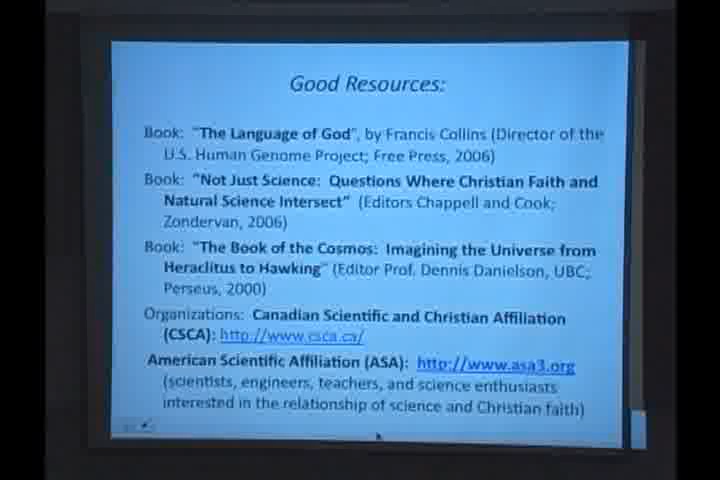 Good Resources:
Book: "The Language of God", by Francis Collins (Director of the
U.S. Human Genome Project; Free Press, 2006)
Book: "Not Just Science: Questions Where Christian Faith and
Natural Science Intersect" (Editors Chappell and Cook;
Zondervan, 2006)
Book: "The Book of the Cosmos: Imagining the Universe from
Heraclitus to Hawking" (Editor Prof. Dennis Danielson, UBC;
Perseus, 2000)
Organizations: Canadian Scientific and Christian Affiliation
(CSCA): http://www.csca.ca/
American Scientific Affiliation (ASA): http://www.asa3.org
(scientists, engineers, teachers, and science enthusiasts
interested in the relationship of science and Christian faith)